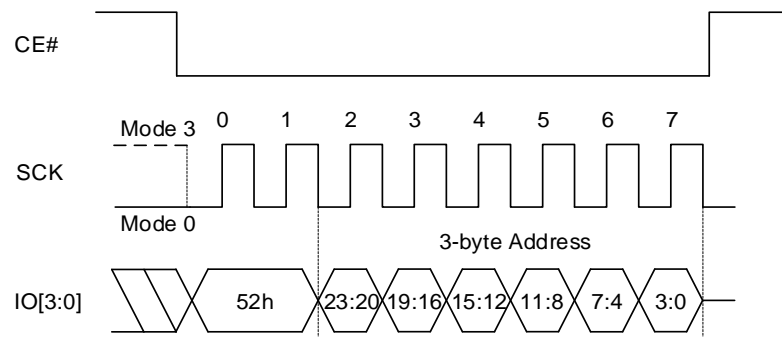 CE#
Mode 3
0 1 2 3 4 5 6 7
SCK
Mode 0
3-byte Address
IO[3:0]
52h 23:20 19:16 15:12 11:8 7:4 3:0